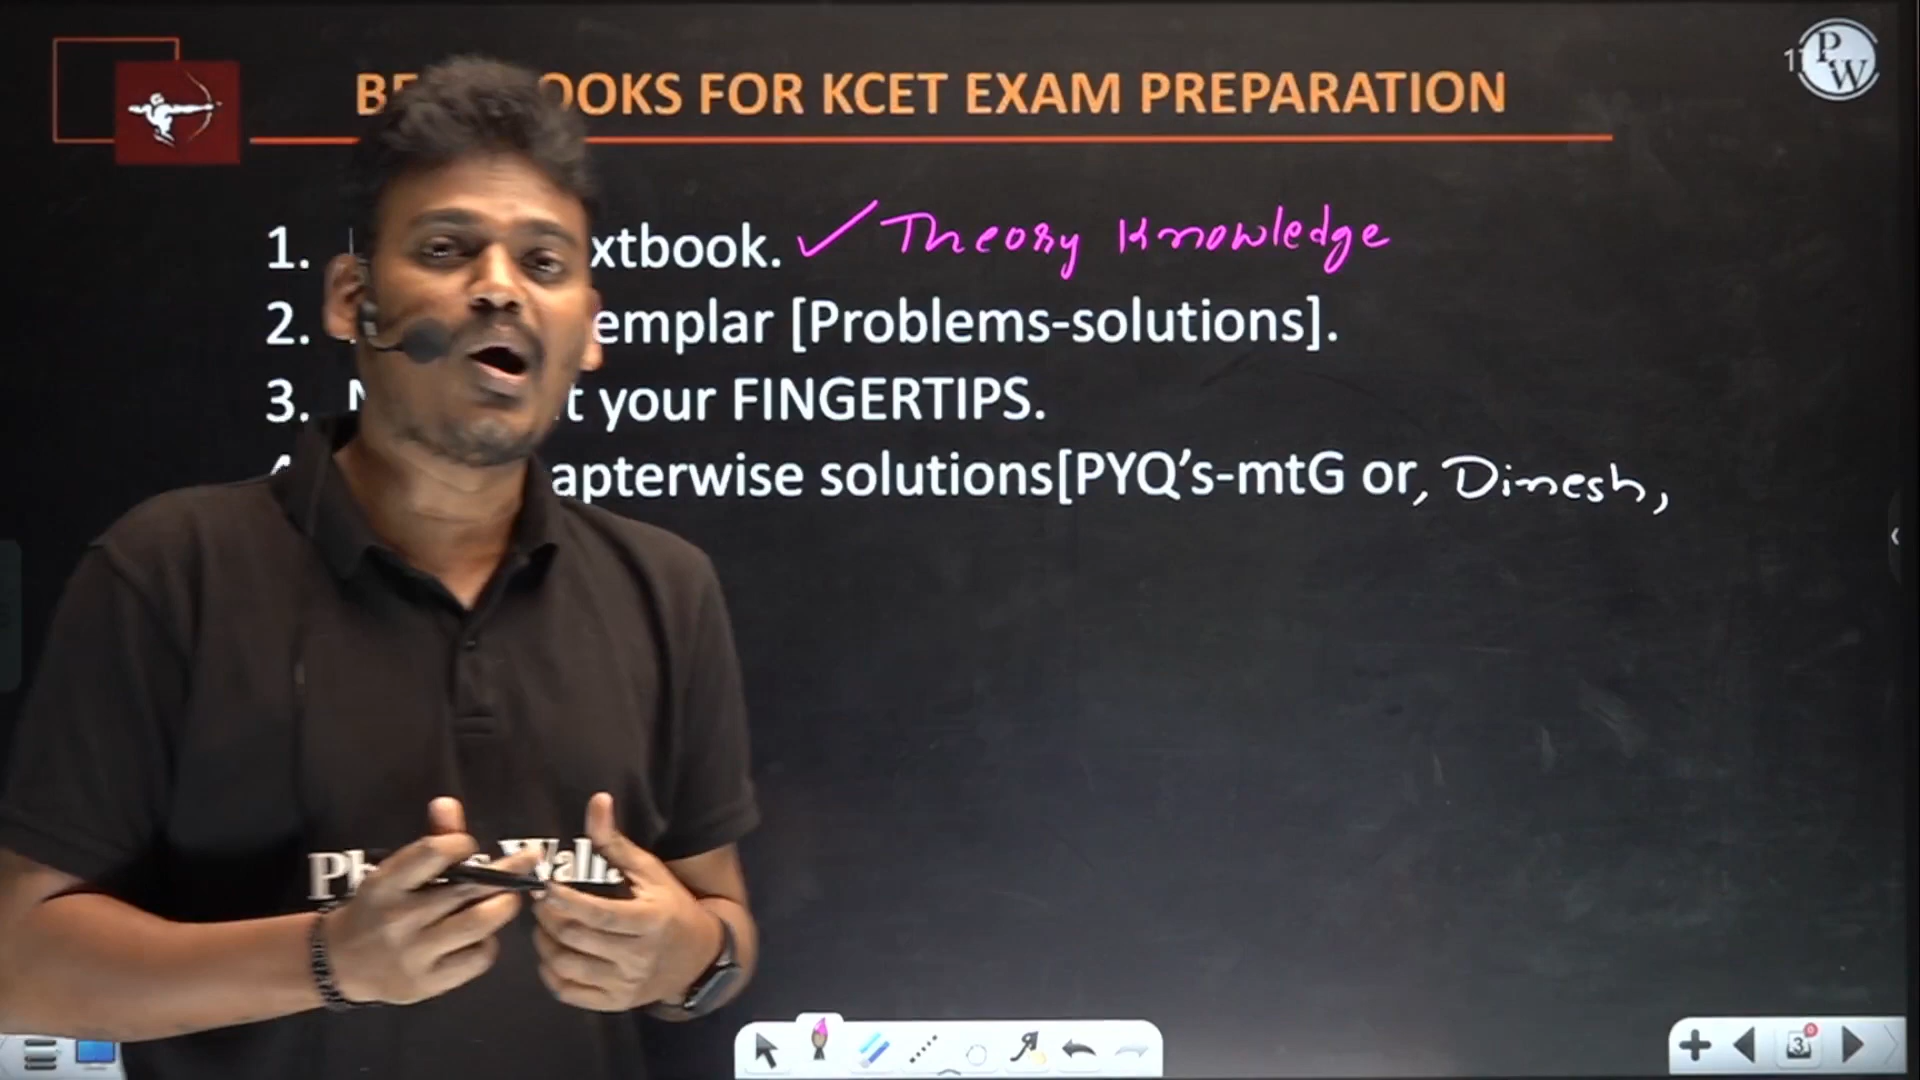 OOKS FOR KCET EXAM PREPARATION
P
W
1. xtbook. ✓ Theory Knowledge
2. emplar [Problems-solutions].
3. t your FINGERTIPS.
apterwise solutions[PYQ’s-mtG or, Dinesh,
3